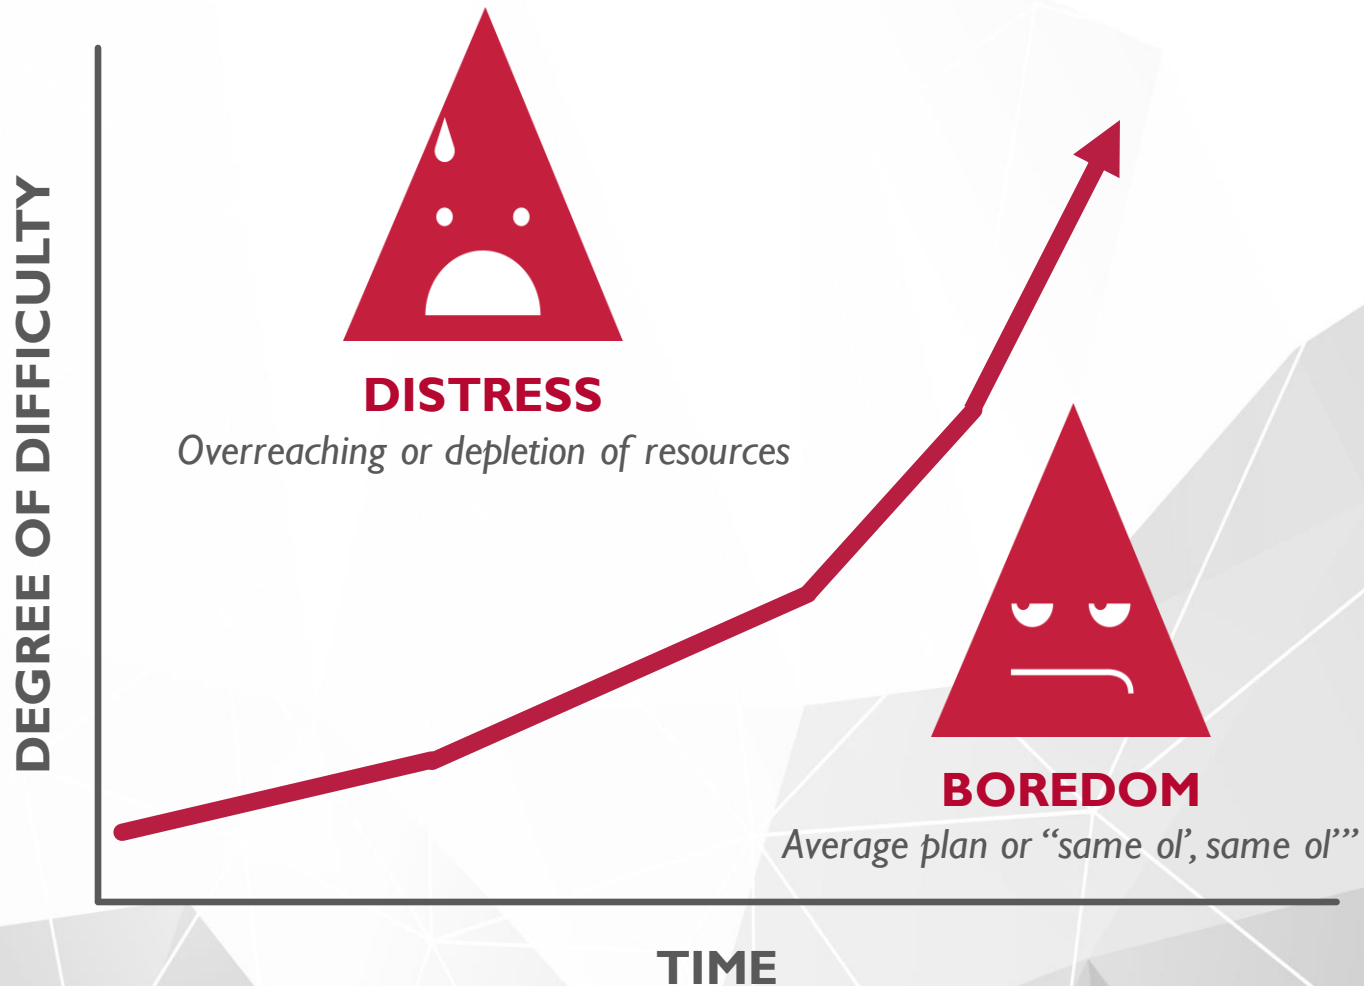 DEGREE OF DIFFICULTY
DISTRESS
Overreaching or depletion of resources
BOREDOM
Average plan or “same ol’, same ol’”
TIME